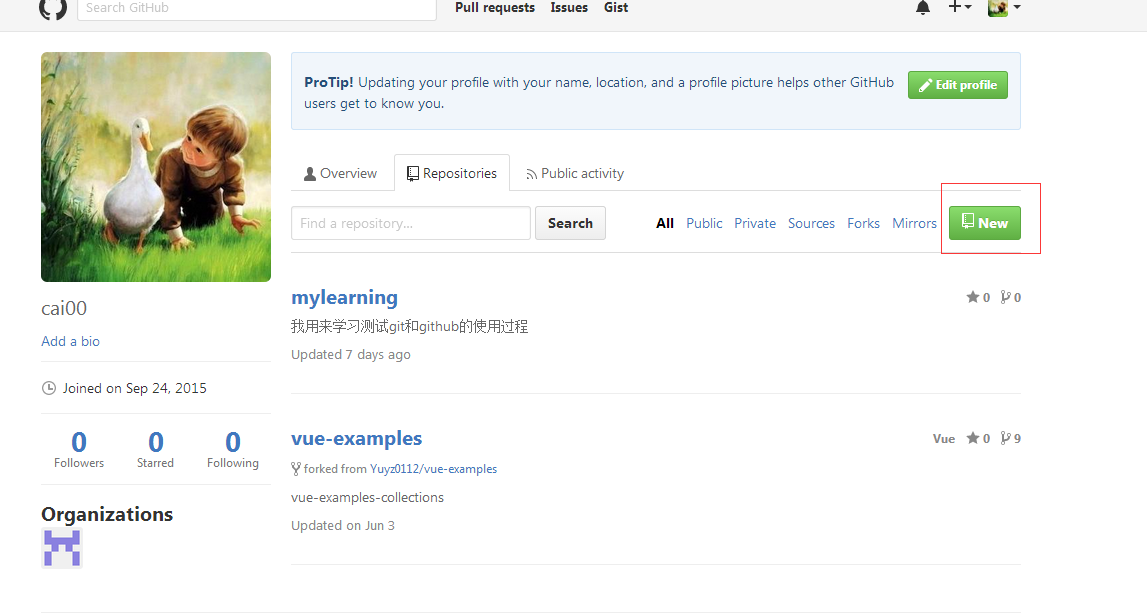 Search GitHub
Pull requests Issues Gist
ProTip! Updating your profile with your name, location, and a profile picture helps other GitHub
users get to know you.
Edit profile
Overview Repositories Public activity
Find a repository... Search All Public Private Sources Forks Mirrors New
cai00
Add a bio
Joined on Sep 24, 2015
0 0 0
Followers Starred Following
Organizations
mylearning 0 0
我用来学习测试git和github的使用过程
Updated 7 days ago
vue-examples Vue 0 9
forked from Yuyz0112/vue-examples
vue-examples-collections
Updated on Jun 3